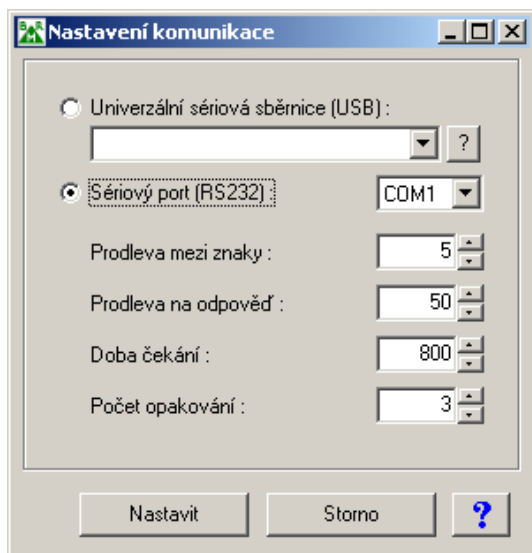 Nastavení komunikace
Univerzální sériová sběrnice (USB) :
?
Sériový port (RS232) : COM1
Prodleva mezi znaky : 5
Prodleva na odpověď : 50
Doba čekání : 800
Počet opakování : 3
Nastavit Storno ?